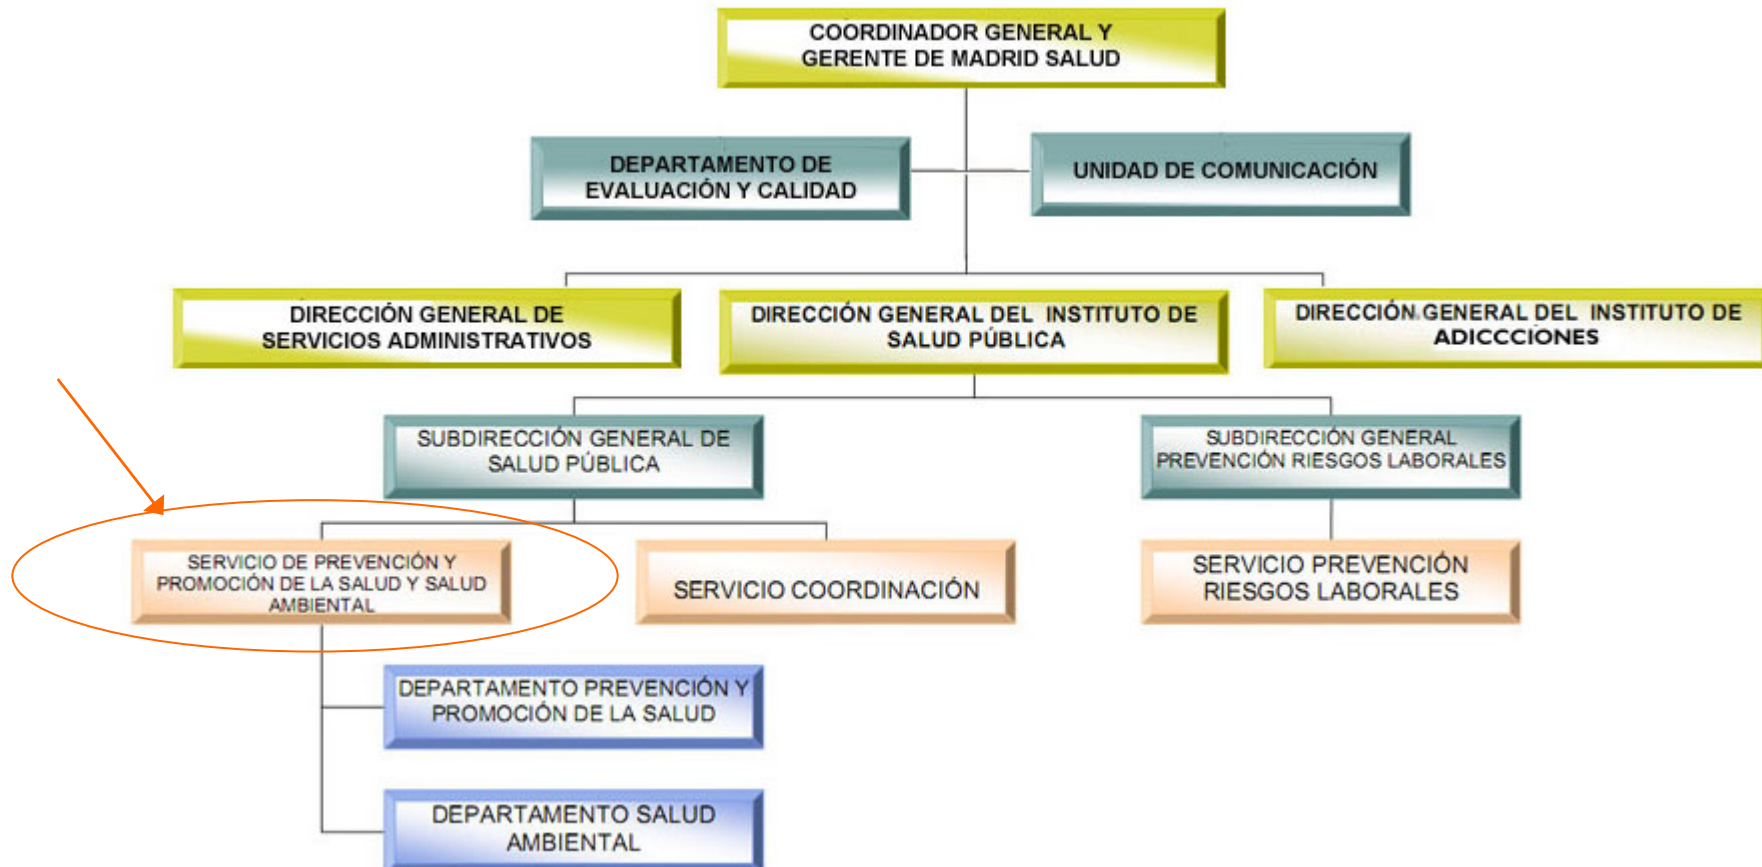 COORDINADOR GENERAL Y
GERENTE DE MADRID SALUD
DEPARTAMENTO DE
EVALUACIÓN Y CALIDAD
UNIDAD DE COMUNICACIÓN
DIRECCIÓN GENERAL DE
SERVICIOS ADMINISTRATIVOS
DIRECCIÓN GENERAL DEL INSTITUTO DE
SALUD PÚBLICA
DIRECCIÓN GENERAL DEL INSTITUTO DE
ADICCCIONES
SUBDIRECCIÓN GENERAL DE
SALUD PÚBLICA
SUBDIRECCIÓN GENERAL
PREVENCIÓN RIESGOS LABORALES
SERVICIO DE PREVENCIÓN Y
PROMOCIÓN DE LA SALUD Y SALUD
AMBIENTAL
SERVICIO COORDINACIÓN
SERVICIO PREVENCIÓN
RIESGOS LABORALES
DEPARTAMENTO PREVENCIÓN Y
PROMOCIÓN DE LA SALUD
DEPARTAMENTO SALUD
AMBIENTAL